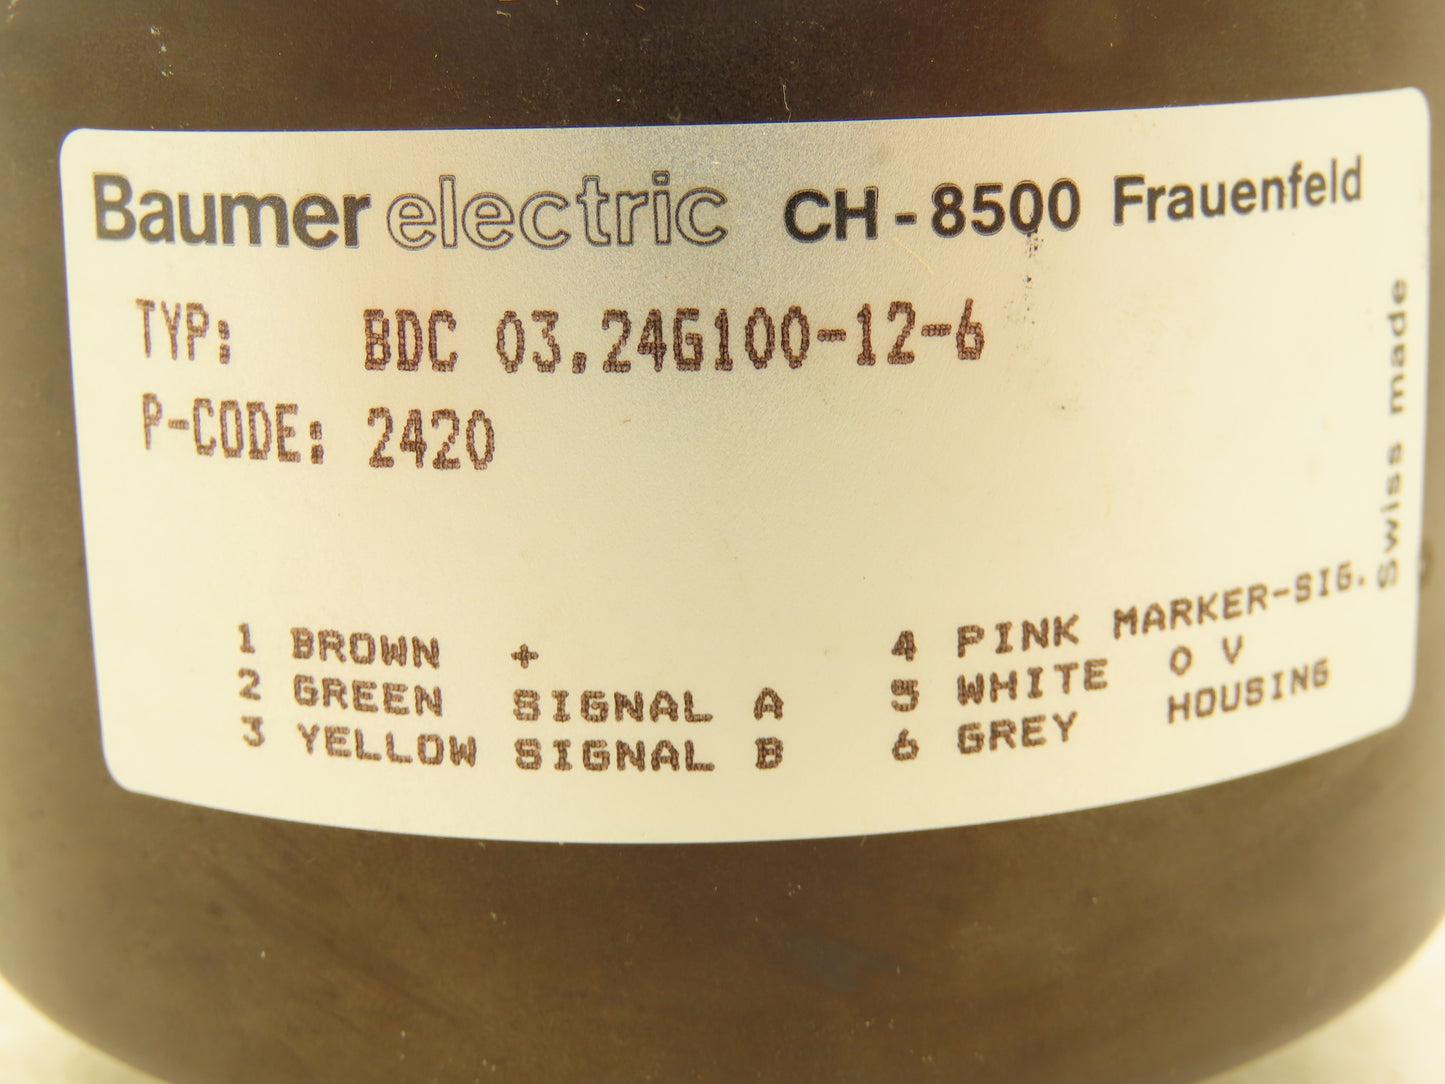 Baumer electric CH-8500 Frauenfeld
TYP: BDC 03.24G100-12-6
P-CODE: 2420
1 BROWN + 4 PINK MARKER-SIG.
2 GREEN SIGNAL A 5 WHITE 0 V
3 YELLOW SIGNAL B 6 GREY HOUSING
Swiss made